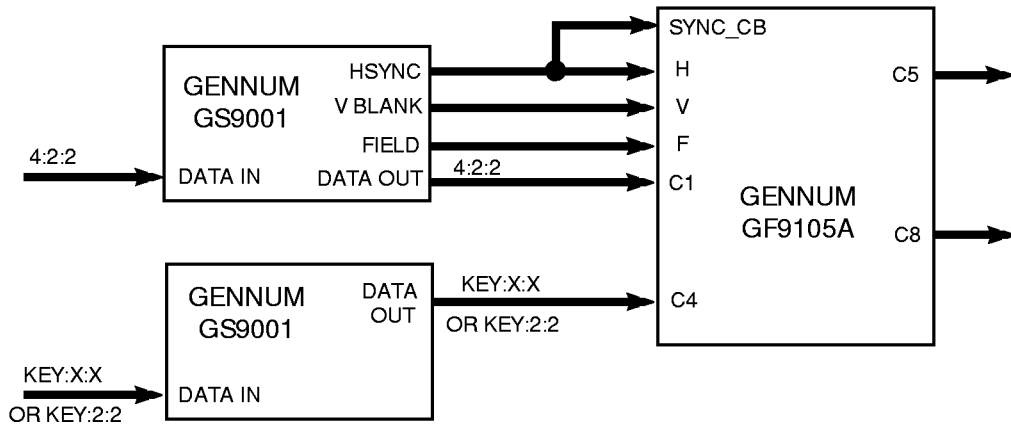 SYNC_CB
HSYNC
H
C5
GENNUM
GS9001
V BLANK
V
FIELD
F
4:2:2
DATA IN
DATA OUT
4:2:2
C1
GENNUM
GF9105A
C8
GENNUM
GS9001
DATA
OUT
KEY:X:X
OR KEY:2:2
C4
KEY:X:X
OR KEY:2:2
DATA IN